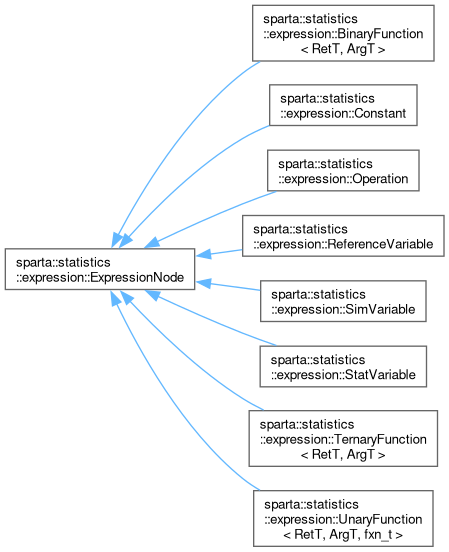 sparta::statistics
::expression::BinaryFunction
< RetT, ArgT >
sparta::statistics
::expression::Constant
sparta::statistics
::expression::Operation
sparta::statistics
::expression::ReferenceVariable
sparta::statistics
::expression::ExpressionNode
sparta::statistics
::expression::SimVariable
sparta::statistics
::expression::StatVariable
sparta::statistics
::expression::TernaryFunction
< RetT, ArgT >
sparta::statistics
::expression::UnaryFunction
< RetT, ArgT, fxn_t >